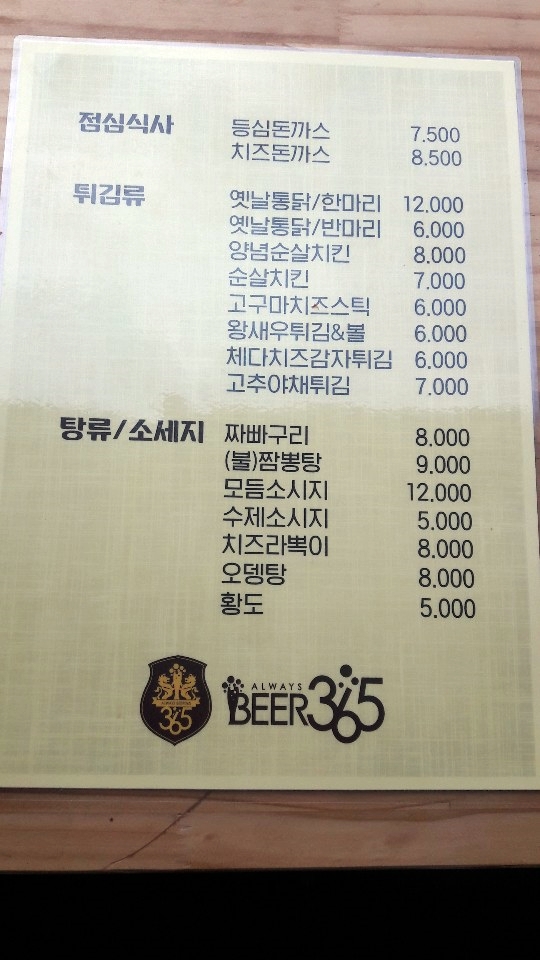 점심식사 등심돈까스 7.500
치즈돈까스 8.500
튀김류 옛날통닭/한마리 12.000
옛날통닭/반마리 6.000
양념순살치킨 8.000
순살치킨 7.000
고구마치즈스틱 6.000
왕새우튀김&볼 6.000
체다치즈감자튀김 6.000
고추야채튀김 7.000
탕류/소세지 짜빠구리 8.000
(불)짬뽕탕 9.000
모듬소시지 12.000
수제소시지 5.000
치즈라뽁이 8.000
오뎅탕 8.000
황도 5.000
365
ALWAYS
BEER365